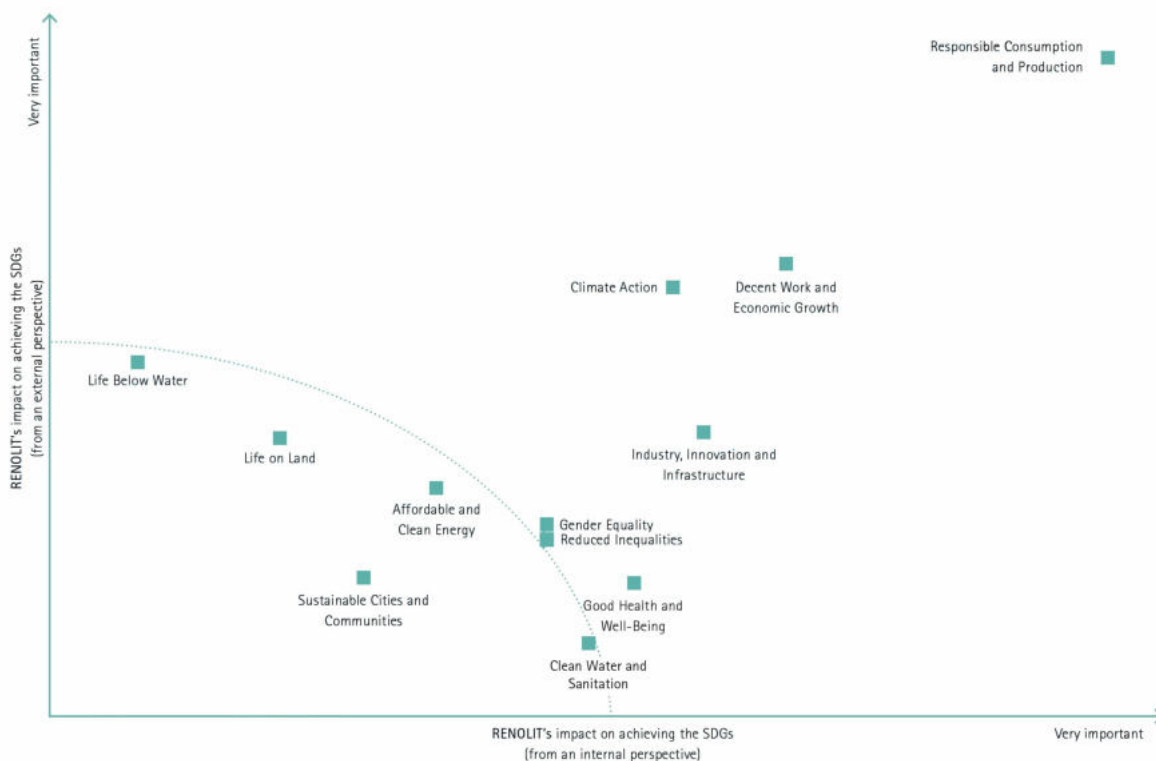 Very important
RENOLIT's impact on achieving the SDGs
(from an external perspective)
Responsible Consumption
and Production
Climate Action
Decent Work and
Economic Growth
Life Below Water
Life on Land
Industry, Innovation and
Infrastructure
Affordable and
Clean Energy
Gender Equality
Reduced Inequalities
Sustainable Cities and
Communities
Good Health and
Well-Being
Clean Water and
Sanitation
RENOLIT's impact on achieving the SDGs
(from an internal perspective)
Very important